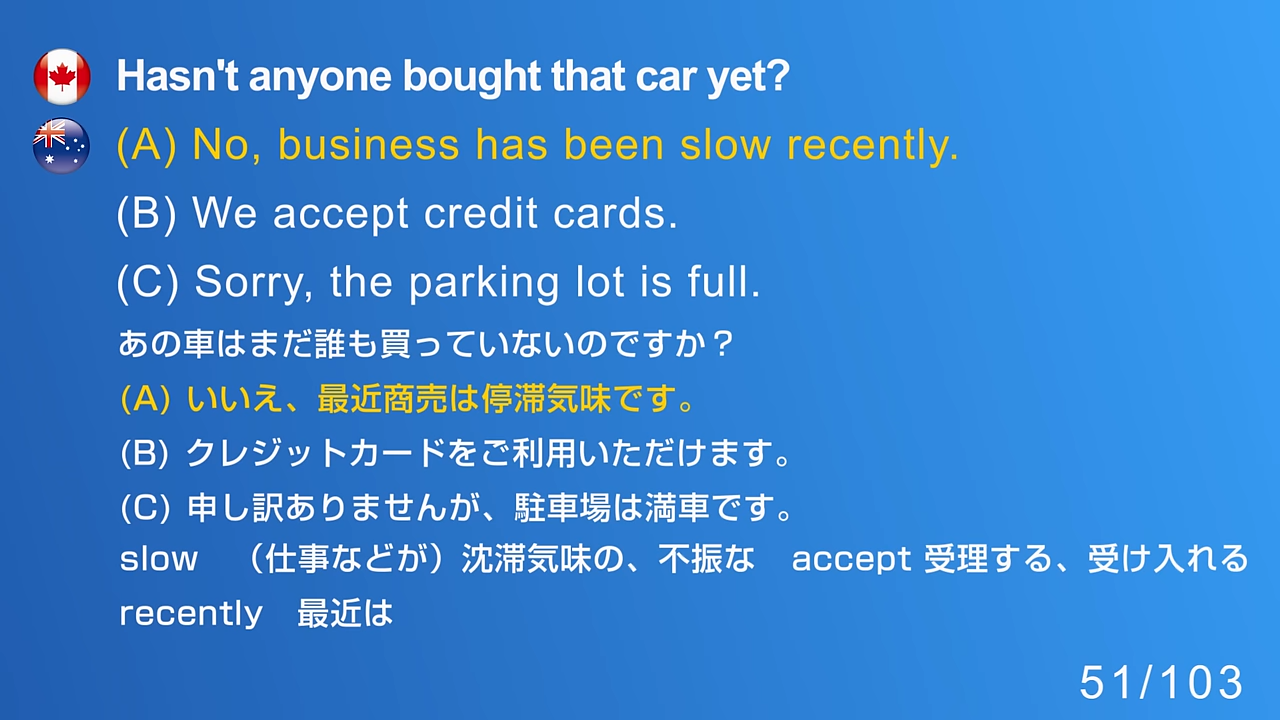 Hasn't anyone bought that car yet?
(A) No, business has been slow recently.
(B) We accept credit cards.
(C) Sorry, the parking lot is full.
あの車はまだ誰も買っていないのですか？
(A) いいえ、最近商売は停滞気味です。
(B) クレジットカードをご利用いただけます。
(C) 申し訳ありませんが、駐車場は満車です。
slow　（仕事などが）沈滞気味の、不振な　accept 受理する、受け入れる
recently　最近は
51/103